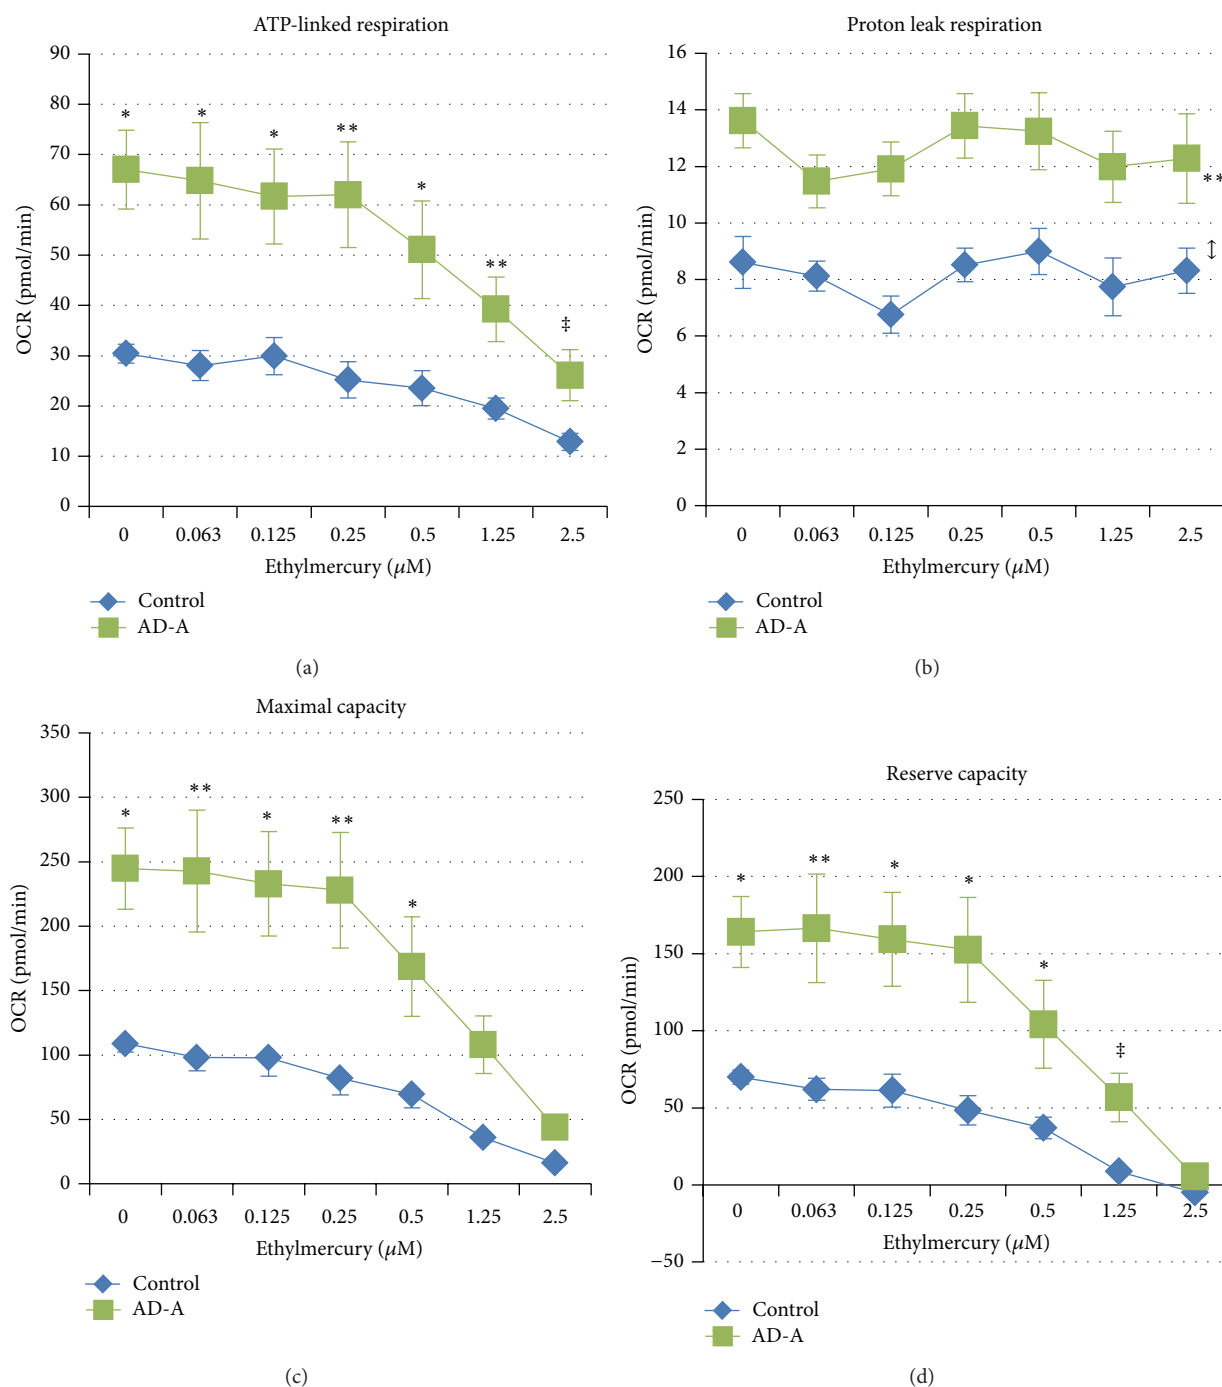 ATP-linked respiration
90
80
70
60
50
40
30
20
10
0
OCR (pmol/min)
* * * ** * ** ‡
0 0.063 0.125 0.25 0.5 1.25 2.5
Ethylmercury (μM)
Control
AD-A
(a)
Proton leak respiration
16
14
12
10
8
6
4
2
0
OCR (pmol/min)
**
↕
0 0.063 0.125 0.25 0.5 1.25 2.5
Ethylmercury (μM)
Control
AD-A
(b)
Maximal capacity
350
300
250
200
150
100
50
0
OCR (pmol/min)
* ** * ** *
0 0.063 0.125 0.25 0.5 1.25 2.5
Ethylmercury (μM)
Control
AD-A
(c)
Reserve capacity
250
200
150
100
50
0
−50
OCR (pmol/min)
* ** * * * ‡
0 0.063 0.125 0.25 0.5 1.25 2.5
Ethylmercury (μM)
Control
AD-A
(d)